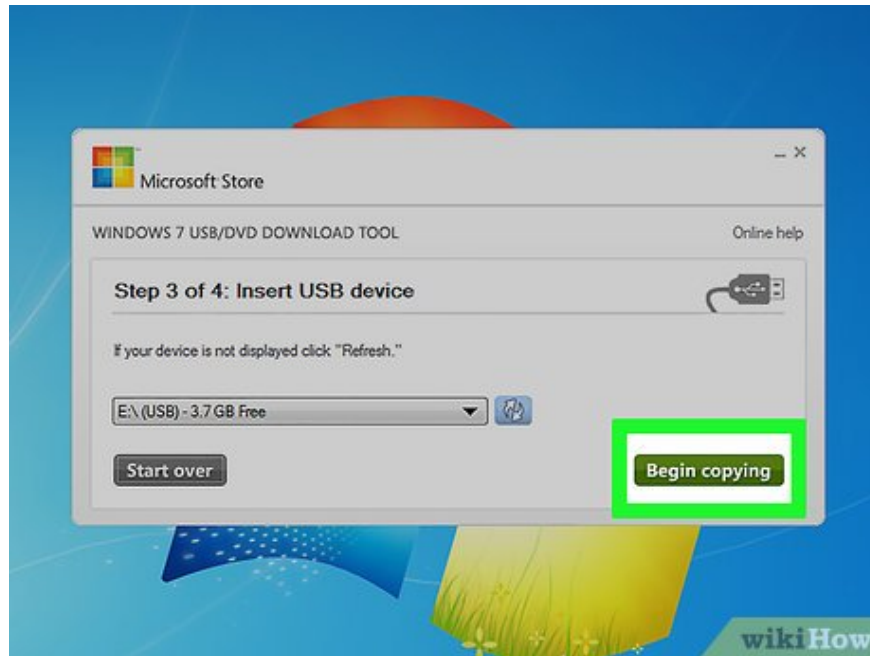 Microsoft Store
WINDOWS 7 USB/DVD DOWNLOAD TOOL
Online help
Step 3 of 4: Insert USB device
If your device is not displayed click "Refresh."
E:\ (USB) - 3.7 GB Free
Start over
Begin copying
wikiHow